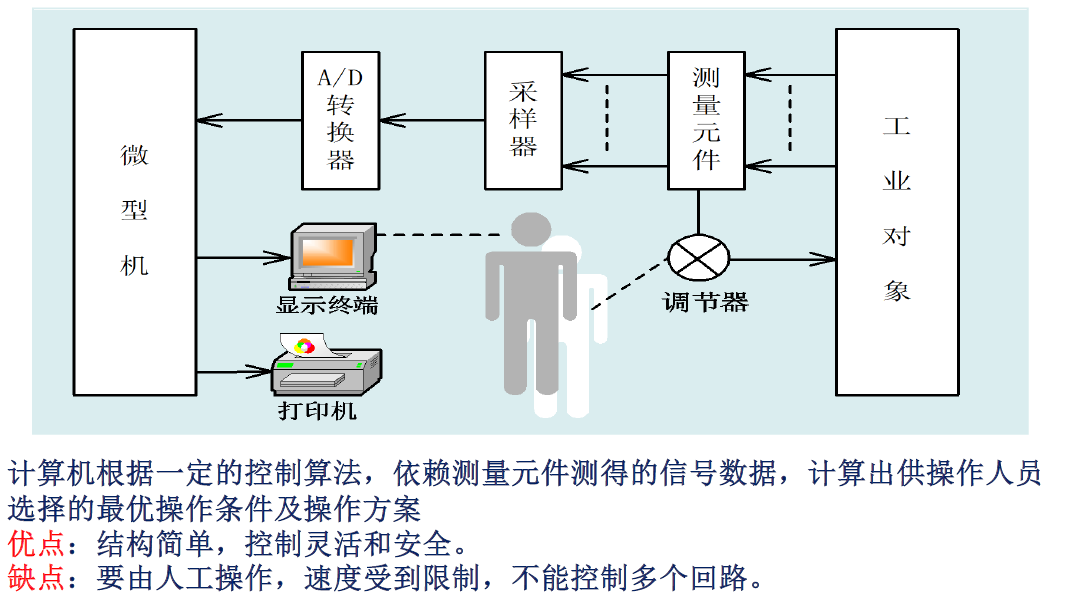 微型机
A/D转换器
采样器
测量元件
工业对象
显示终端
调节器
打印机
计算机根据一定的控制算法，依赖测量元件测得的信号数据，计算出供操作人员
选择的最优操作条件及操作方案
优点：结构简单，控制灵活和安全。
缺点：要由人工操作，速度受到限制，不能控制多个回路。